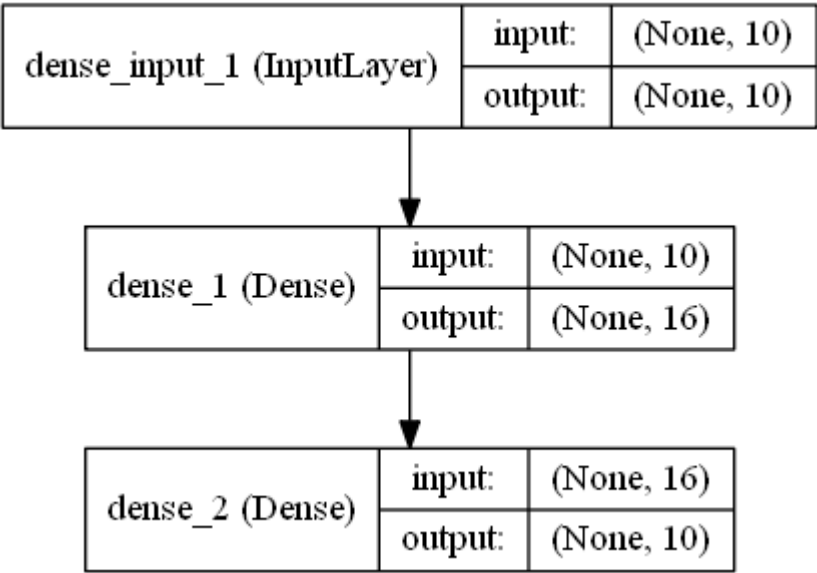 dense_input_1 (InputLayer)
input: (None, 10)
output: (None, 10)
dense_1 (Dense)
input: (None, 10)
output: (None, 16)
dense_2 (Dense)
input: (None, 16)
output: (None, 10)